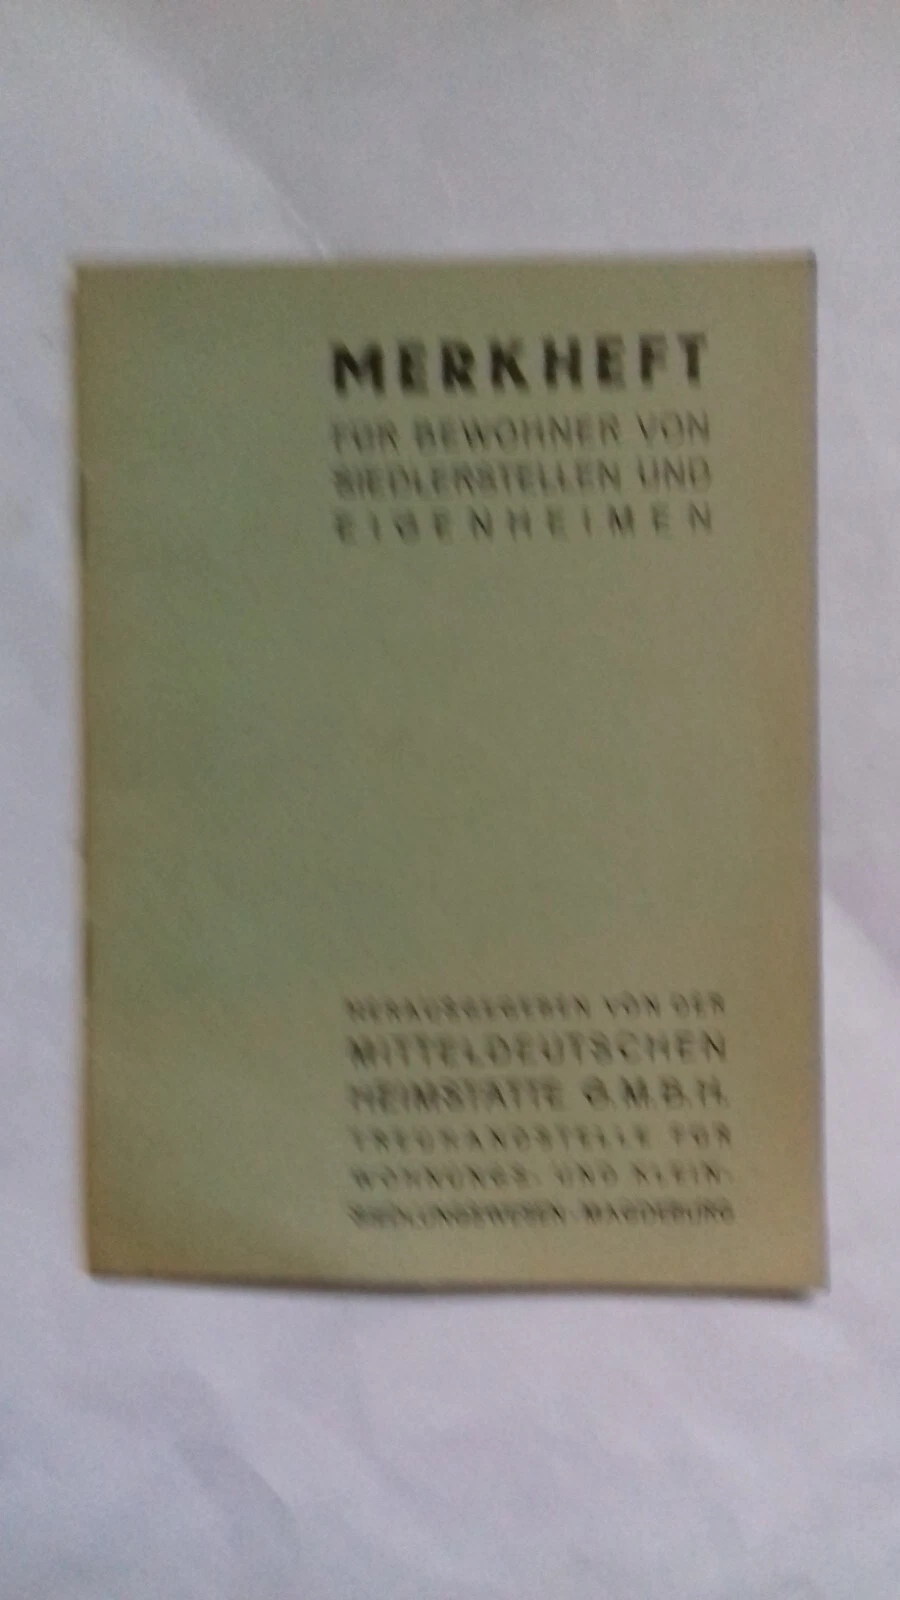 MERKHEFT
FÜR BEWOHNER VON
SIEDLERSTELLEN UND
EIGENHEIMEN
HERAUSGEGEBEN VON DER
MITTELDEUTSCHEN
HEIMSTÄTTE G.M.B.H.
TREUHANDSTELLE FÜR
WOHNUNGS- UND KLEIN-
SIEDLUNGSWESEN · MAGDEBURG